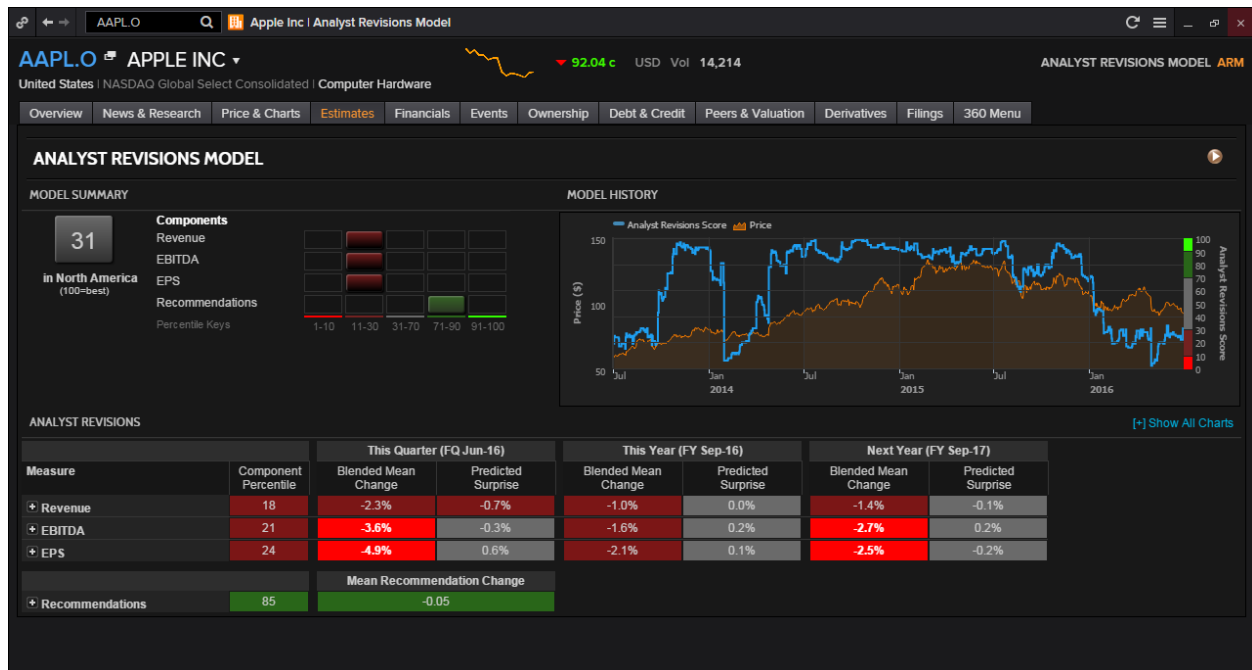 AAPL.O Apple Inc | Analyst Revisions Model
AAPL.O APPLE INC 92.04 c USD Vol 14,214 ANALYST REVISIONS MODEL ARM
United States | NASDAQ Global Select Consolidated | Computer Hardware
Overview News & Research Price & Charts Estimates Financials Events Ownership Debt & Credit Peers & Valuation Derivatives Filings 360 Menu
ANALYST REVISIONS MODEL
MODEL SUMMARY
31
in North America
(100=best)
Components
Revenue
EBITDA
EPS
Recommendations
Percentile Keys 1-10 11-30 31-70 71-90 91-100
MODEL HISTORY
Analyst Revisions Score Price
Price ($)
150
100
50
Jul Jan Jul Jan Jul Jan
2014 2015 2016
100
90
80
70
60
50
40
30
20
10
0
Analyst Revisions Score
ANALYST REVISIONS [+] Show All Charts
This Quarter (FQ Jun-16) This Year (FY Sep-16) Next Year (FY Sep-17)
Measure Component Percentile Blended Mean Change Predicted Surprise Blended Mean Change Predicted Surprise Blended Mean Change Predicted Surprise
Revenue 18 -2.3% -0.7% -1.0% 0.0% -1.4% -0.1%
EBITDA 21 -3.6% -0.3% -1.6% 0.2% -2.7% 0.2%
EPS 24 -4.9% 0.6% -2.1% 0.1% -2.5% -0.2%
Mean Recommendation Change
Recommendations 85 -0.05